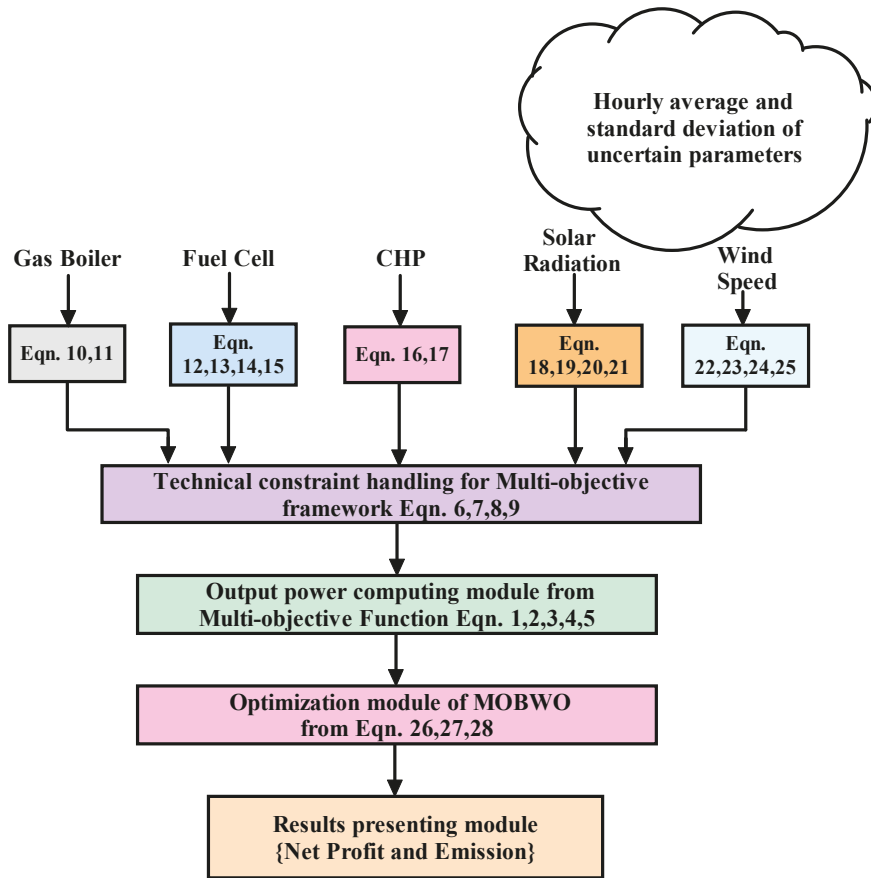 Hourly average and
standard deviation of
uncertain parameters
Gas Boiler
Fuel Cell
CHP
Solar
Radiation
Wind
Speed
Eqn. 10,11
Eqn.
12,13,14,15
Eqn. 16,17
Eqn.
18,19,20,21
Eqn.
22,23,24,25
Technical constraint handling for Multi-objective
framework Eqn. 6,7,8,9
Output power computing module from
Multi-objective Function Eqn. 1,2,3,4,5
Optimization module of MOBWO
from Eqn. 26,27,28
Results presenting module
{Net Profit and Emission}